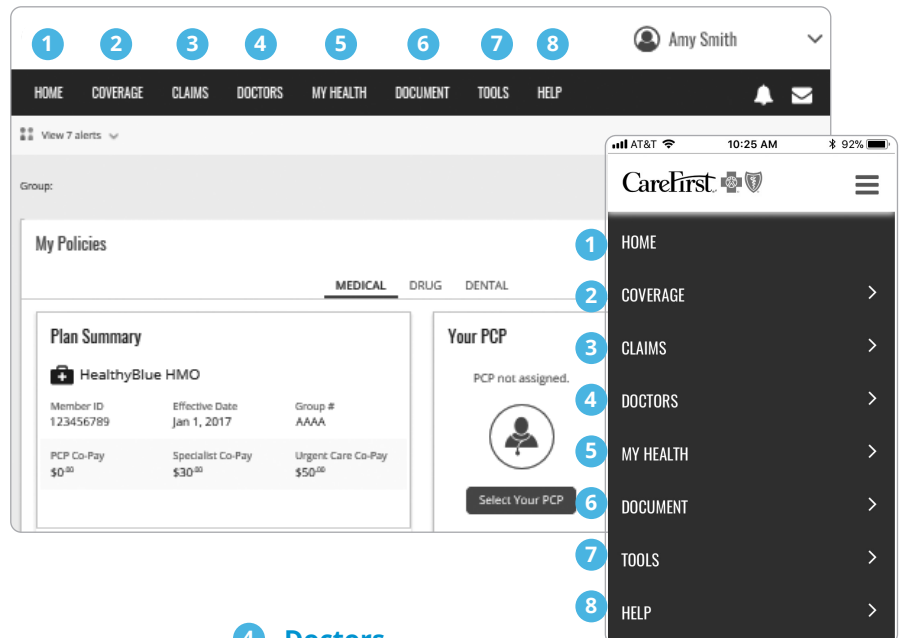 1 2 3 4 5 6 7 8
Amy Smith
HOME COVERAGE CLAIMS DOCTORS MY HEALTH DOCUMENT TOOLS HELP
View 7 alerts
Group:
My Policies
MEDICAL DRUG DENTAL
Plan Summary
HealthyBlue HMO
Member ID Effective Date Group #
123456789 Jan 1, 2017 AAAA
PCP Co-Pay Specialist Co-Pay Urgent Care Co-Pay
$0.00 $30.00 $50.00
Your PCP
PCP not assigned.
Select Your PCP
AT&T 10:25 AM 92%
CareFirst
1 HOME
2 COVERAGE
3 CLAIMS
4 DOCTORS
5 MY HEALTH
6 DOCUMENT
7 TOOLS
8 HELP
4 Doctors